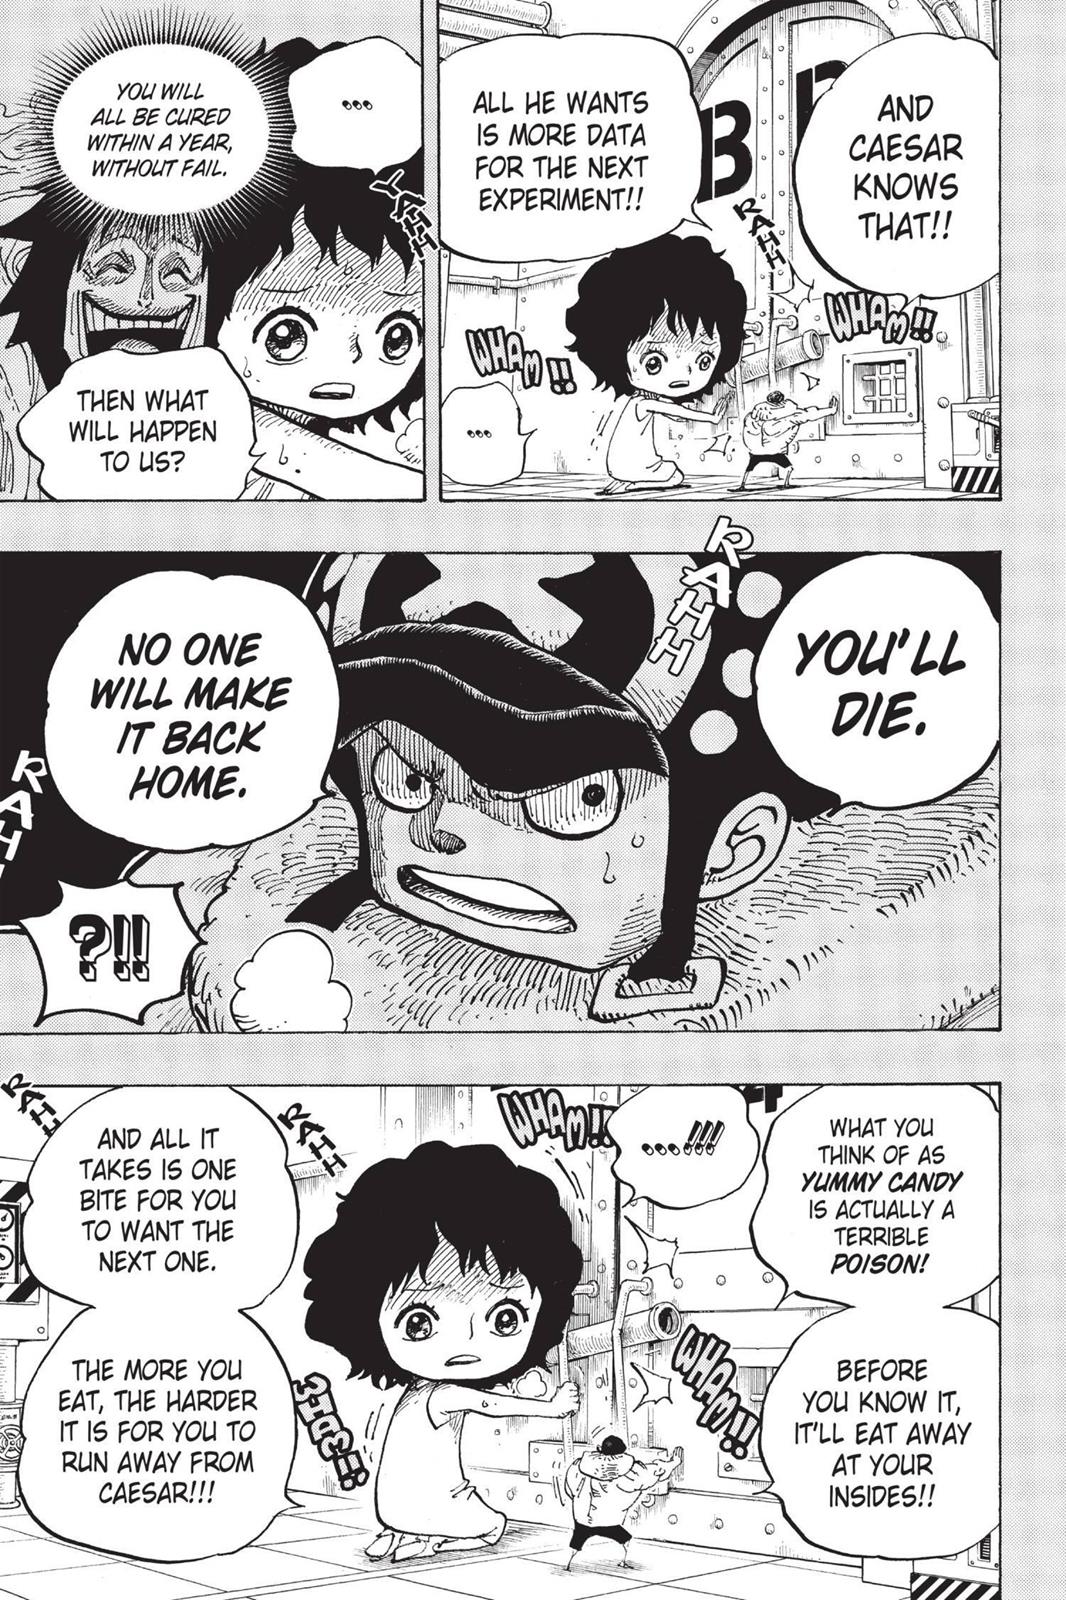 AND
CAESAR
KNOWS
THAT!!
ALL HE WANTS
IS MORE DATA
FOR THE NEXT
EXPERIMENT!!
B
RAHH
WHAM!!
WHAM!!
...
...
YOU WILL
ALL BE CURED
WITHIN A YEAR,
WITHOUT FAIL.
YAHH
THEN WHAT
WILL HAPPEN
TO US?
RAHHH
YOU'LL
DIE.
NO ONE
WILL MAKE
IT BACK
HOME.
RAH
?!!
WHAT YOU
THINK OF AS
YUMMY CANDY
IS ACTUALLY A
TERRIBLE
POISON!
BEFORE
YOU KNOW IT,
IT'LL EAT AWAY
AT YOUR
INSIDES!!
...!!!
WHAM!!
WHAM!!
RAHH
RAHH
AND ALL IT
TAKES IS ONE
BITE FOR YOU
TO WANT THE
NEXT ONE.
THE MORE YOU
EAT, THE HARDER
IT IS FOR YOU TO
RUN AWAY FROM
CAESAR!!!